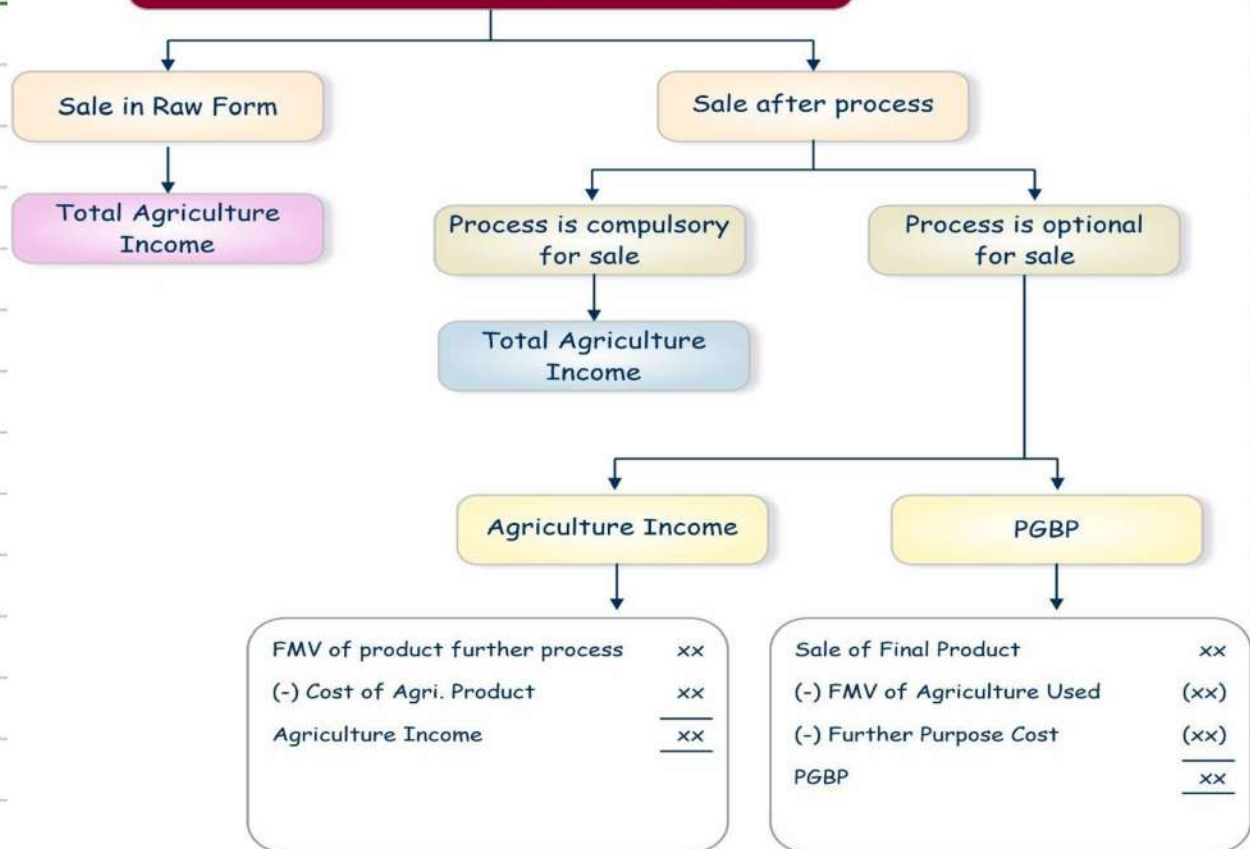 Sale in Raw Form
Sale after process
Total Agriculture
Income
Process is compulsory
for sale
Process is optional
for sale
Total Agriculture
Income
Agriculture Income
PGBP
FMV of product further process xx
(-) Cost of Agri. Product xx
Agriculture Income xx
Sale of Final Product xx
(-) FMV of Agriculture Used (xx)
(-) Further Purpose Cost (xx)
PGBP xx